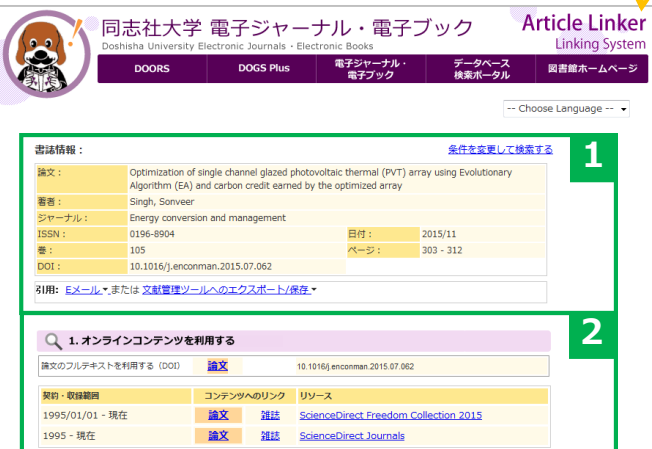 同志社大学 電子ジャーナル・電子ブック
Doshisha University Electronic Journals・Electronic Books
Article Linker
Linking System
DOORS
DOGS Plus
電子ジャーナル・
電子ブック
データベース
検索ポータル
図書館ホームページ
-- Choose Language --
書誌情報：
条件を変更して検索する
1
論文： Optimization of single channel glazed photovoltaic thermal (PVT) array using Evolutionary
Algorithm (EA) and carbon credit earned by the optimized array
著者： Singh, Sonveer
ジャーナル： Energy conversion and management
ISSN： 0196-8904 日付： 2015/11
巻： 105 ページ： 303 - 312
DOI： 10.1016/j.enconman.2015.07.062
引用: Eメール または 文献管理ツールへのエクスポート/保存
2
1. オンラインコンテンツを利用する
論文のフルテキストを利用する（DOI） 論文 10.1016/j.enconman.2015.07.062
契約・収録範囲 コンテンツへのリンク リソース
1995/01/01 - 現在 論文 雑誌 ScienceDirect Freedom Collection 2015
1995 - 現在 論文 雑誌 ScienceDirect Journals